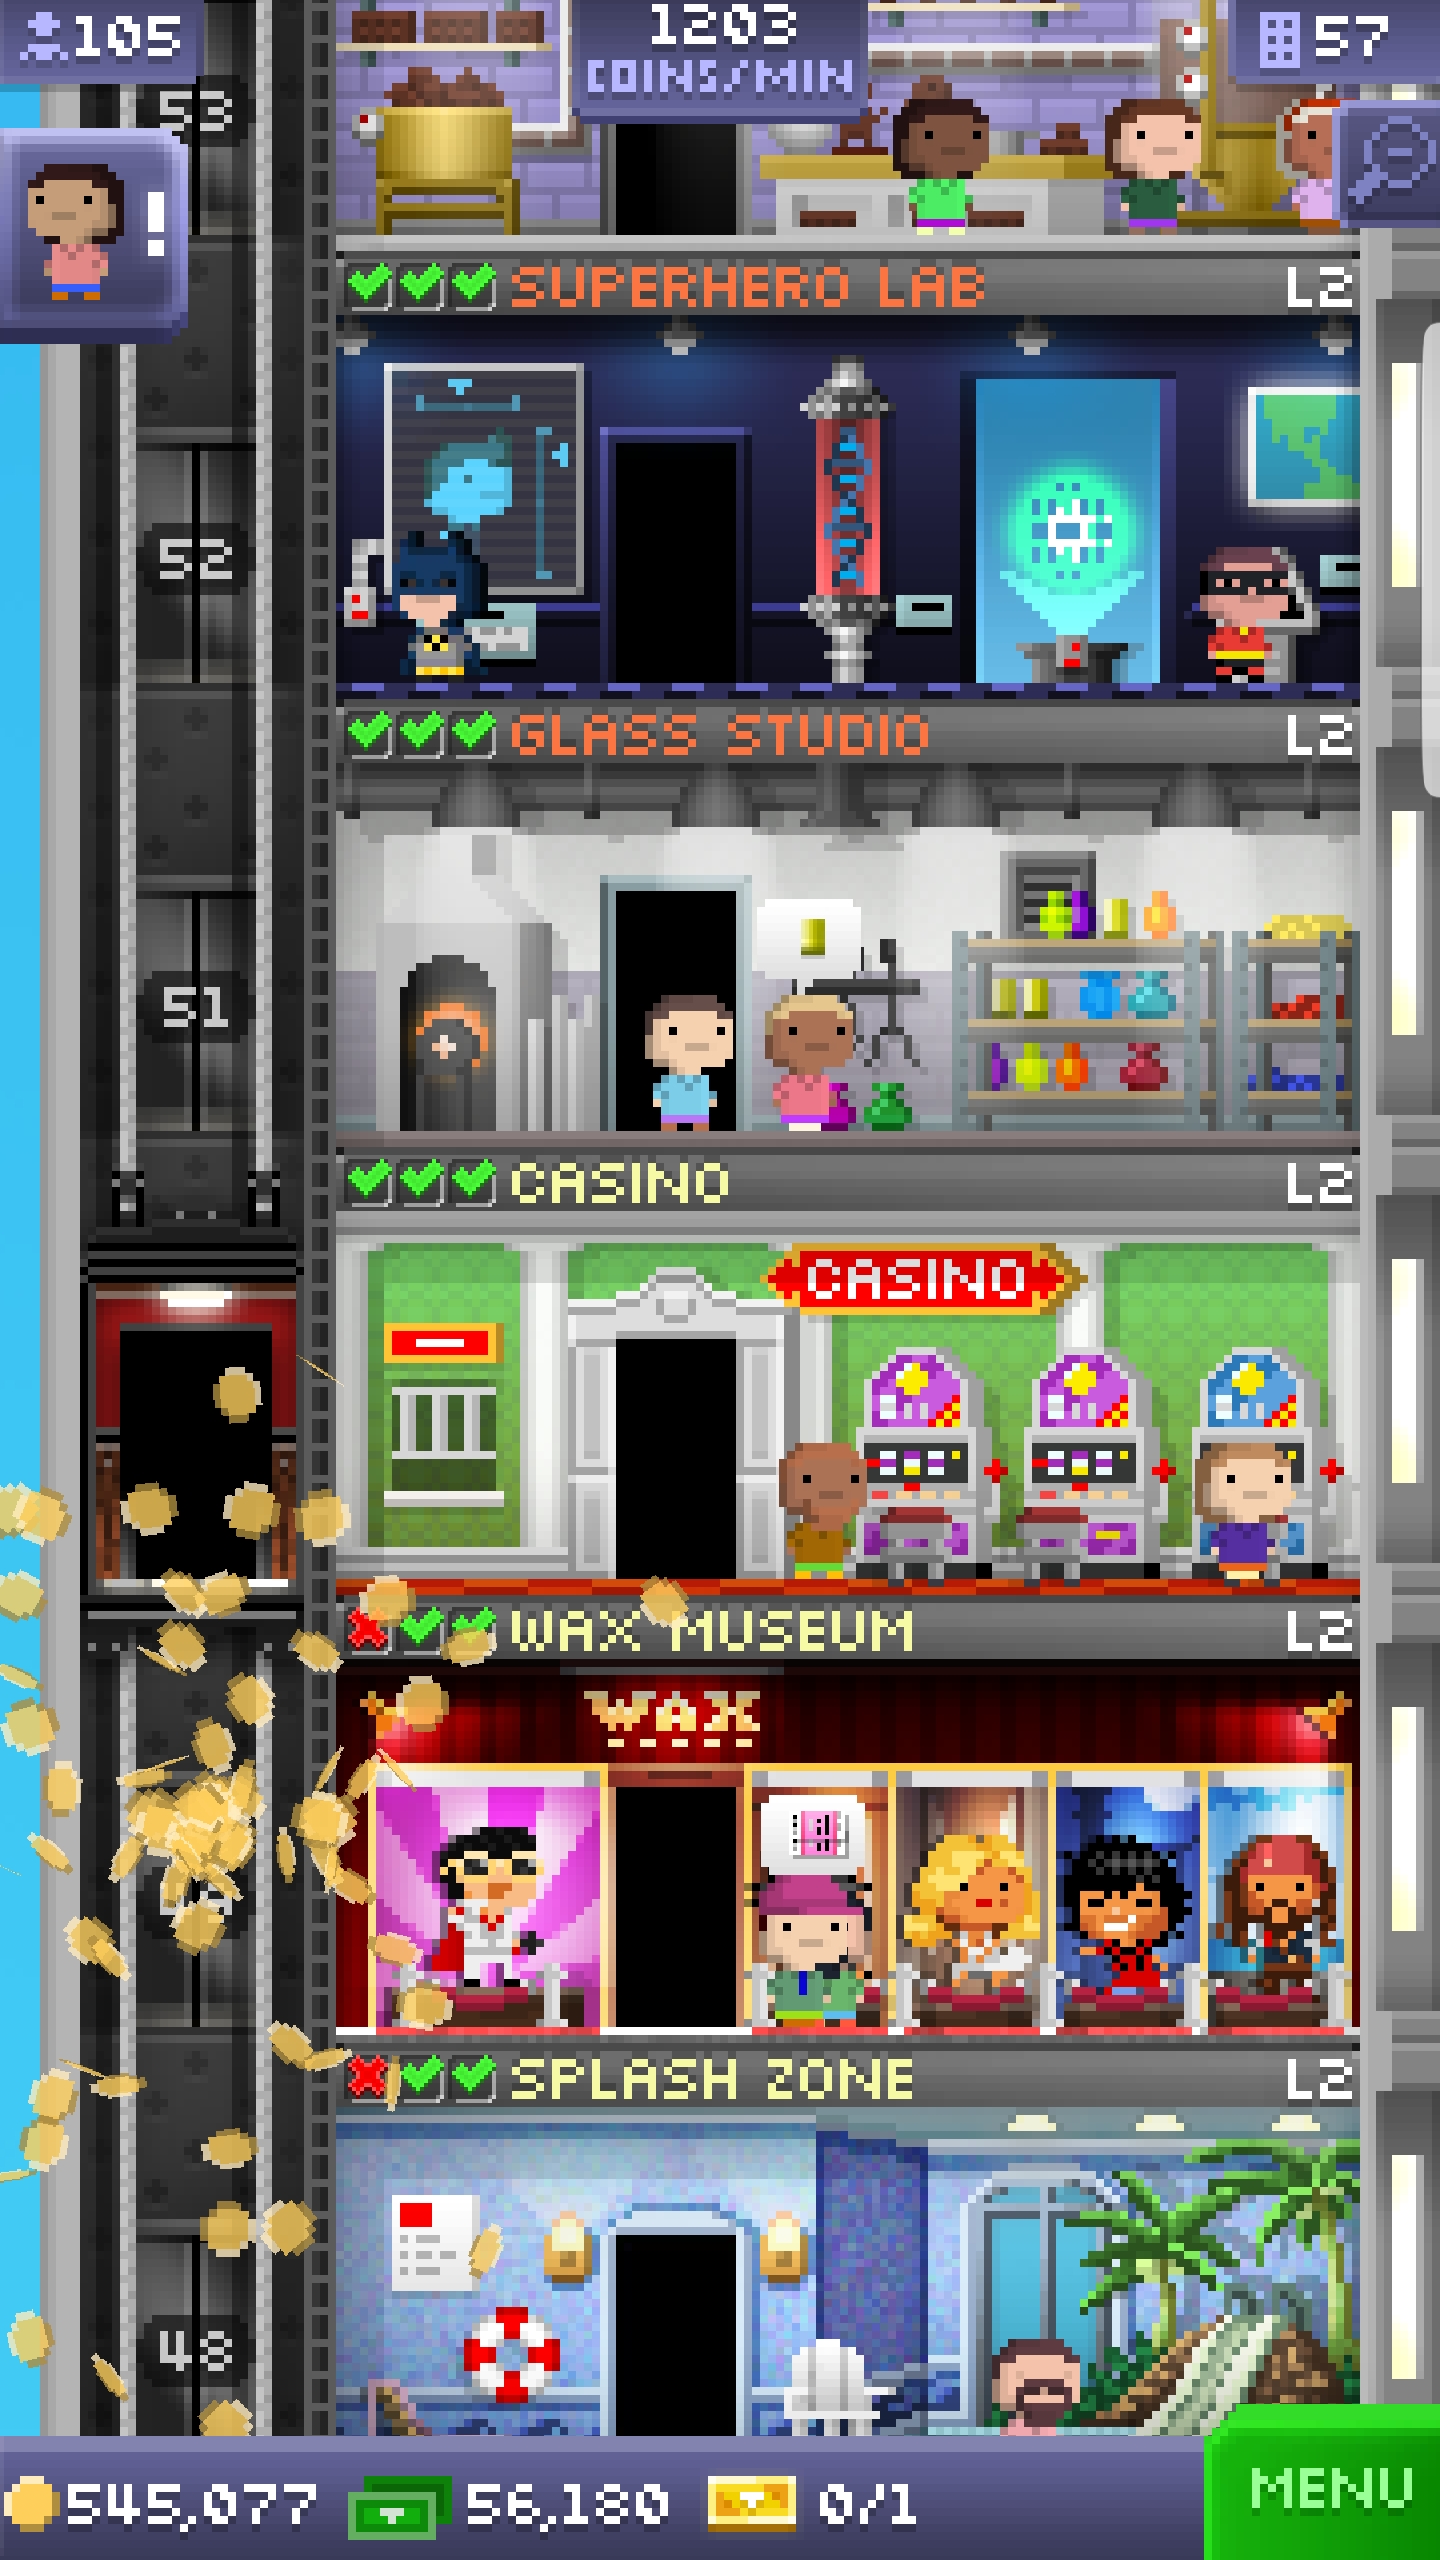 105
1203
COINS/MIN
57
53
!
SUPERHERO LAB L2
52
GLASS STUDIO L2
51
CASINO L2
CASINO
WAX MUSEUM L2
WAX
SPLASH ZONE L2
48
545,077 56,180 0/1
MENU